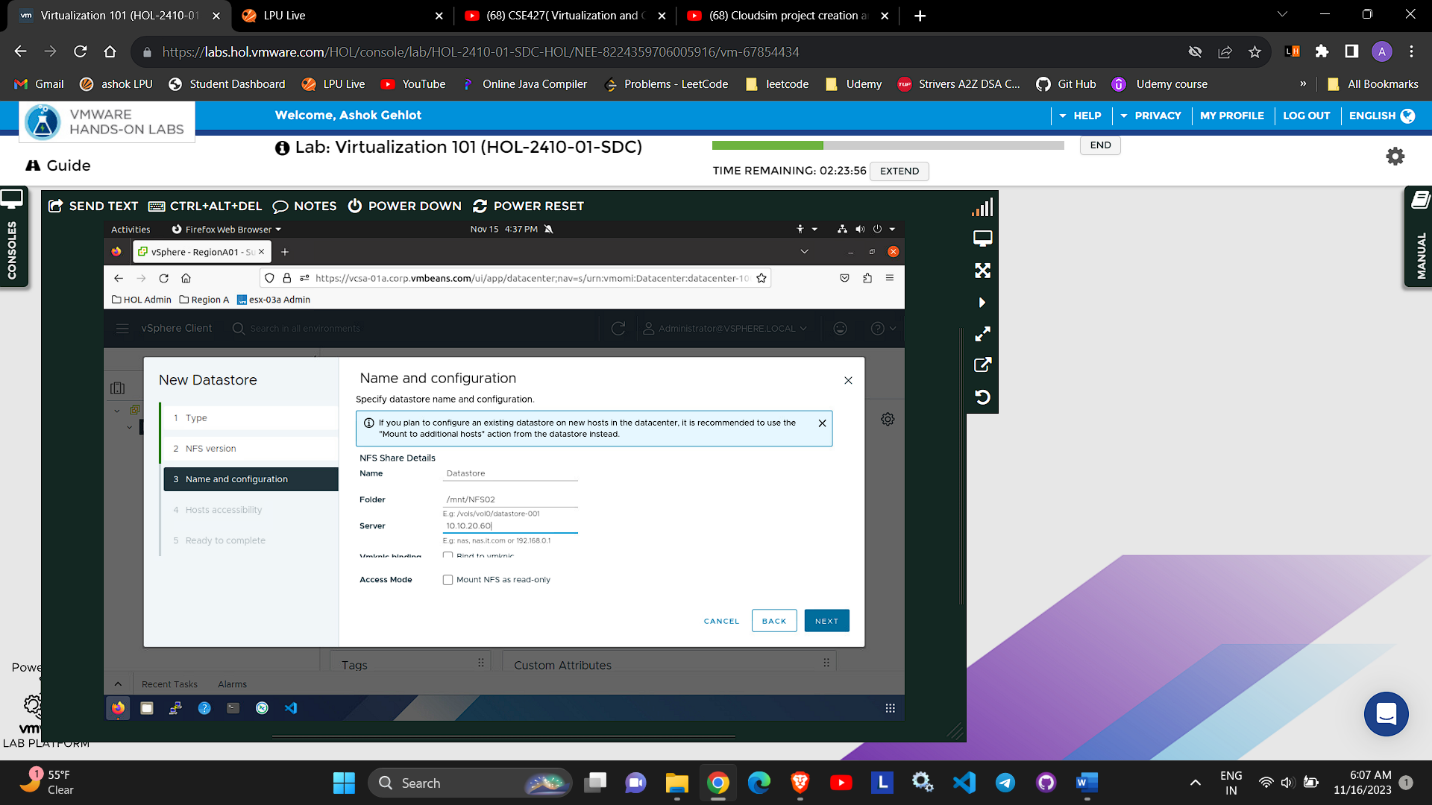 Virtualization 101 (HOL-2410-01
LPU Live
(68) CSE427( Virtualization and C
(68) Cloudsim project creation a
https://labs.hol.vmware.com/HOL/console/lab/HOL-2410-01-SDC-HOL/NEE-8224359706005916/vm-67854434
Gmail
ashok LPU
Student Dashboard
LPU Live
YouTube
Online Java Compiler
Problems - LeetCode
leetcode
Udemy
Strivers A2Z DSA C...
Git Hub
Udemy course
»
All Bookmarks
VMWARE
HANDS-ON LABS
Welcome, Ashok Gehlot
HELP
PRIVACY
MY PROFILE
LOG OUT
ENGLISH
Guide
Lab: Virtualization 101 (HOL-2410-01-SDC)
END
TIME REMAINING: 02:23:56
EXTEND
CONSOLES
MANUAL
SEND TEXT
CTRL+ALT+DEL
NOTES
POWER DOWN
POWER RESET
Activities
Firefox Web Browser
Nov 15 4:37 PM
vSphere - RegionA01 - Su
https://vcsa-01a.corp.vmbeans.com/ui/app/datacenter;nav=s/urn:vmomi:Datacenter:datacenter-10
HOL Admin
Region A
esx-03a Admin
vSphere Client
Search in all environments
Administrator@VSPHERE.LOCAL
New Datastore
1 Type
2 NFS version
3 Name and configuration
4 Hosts accessibility
5 Ready to complete
Name and configuration
Specify datastore name and configuration.
If you plan to configure an existing datastore on new hosts in the datacenter, it is recommended to use the
"Mount to additional hosts" action from the datastore instead.
NFS Share Details
Name
Datastore
Folder
/mnt/NFS02
E.g: /vols/vol0/datastore-001
Server
10.10.20.60
E.g: nas, nas.it.com or 192.168.0.1
Vmknic binding
Bind to vmknic
Access Mode
Mount NFS as read-only
CANCEL
BACK
NEXT
Tags
Custom Attributes
Recent Tasks
Alarms
Powe
vmw
LAB PLATFORM
1
55°F
Clear
Search
ENG
IN
6:07 AM
11/16/2023
1